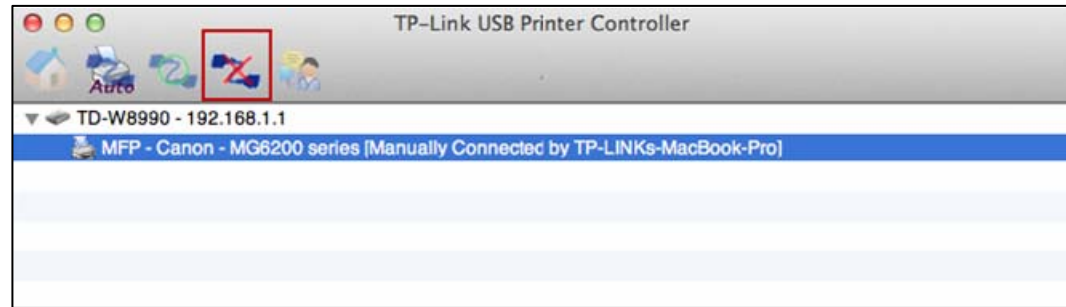 TP-Link USB Printer Controller
Auto
TD-W8990 - 192.168.1.1
MFP - Canon - MG6200 series [Manually Connected by TP-LINKs-MacBook-Pro]